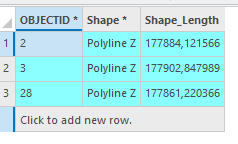 OBJECTID * Shape * Shape_Length
1 2 Polyline Z 177884,121566
2 3 Polyline Z 177902,847989
3 28 Polyline Z 177861,220366
Click to add new row.